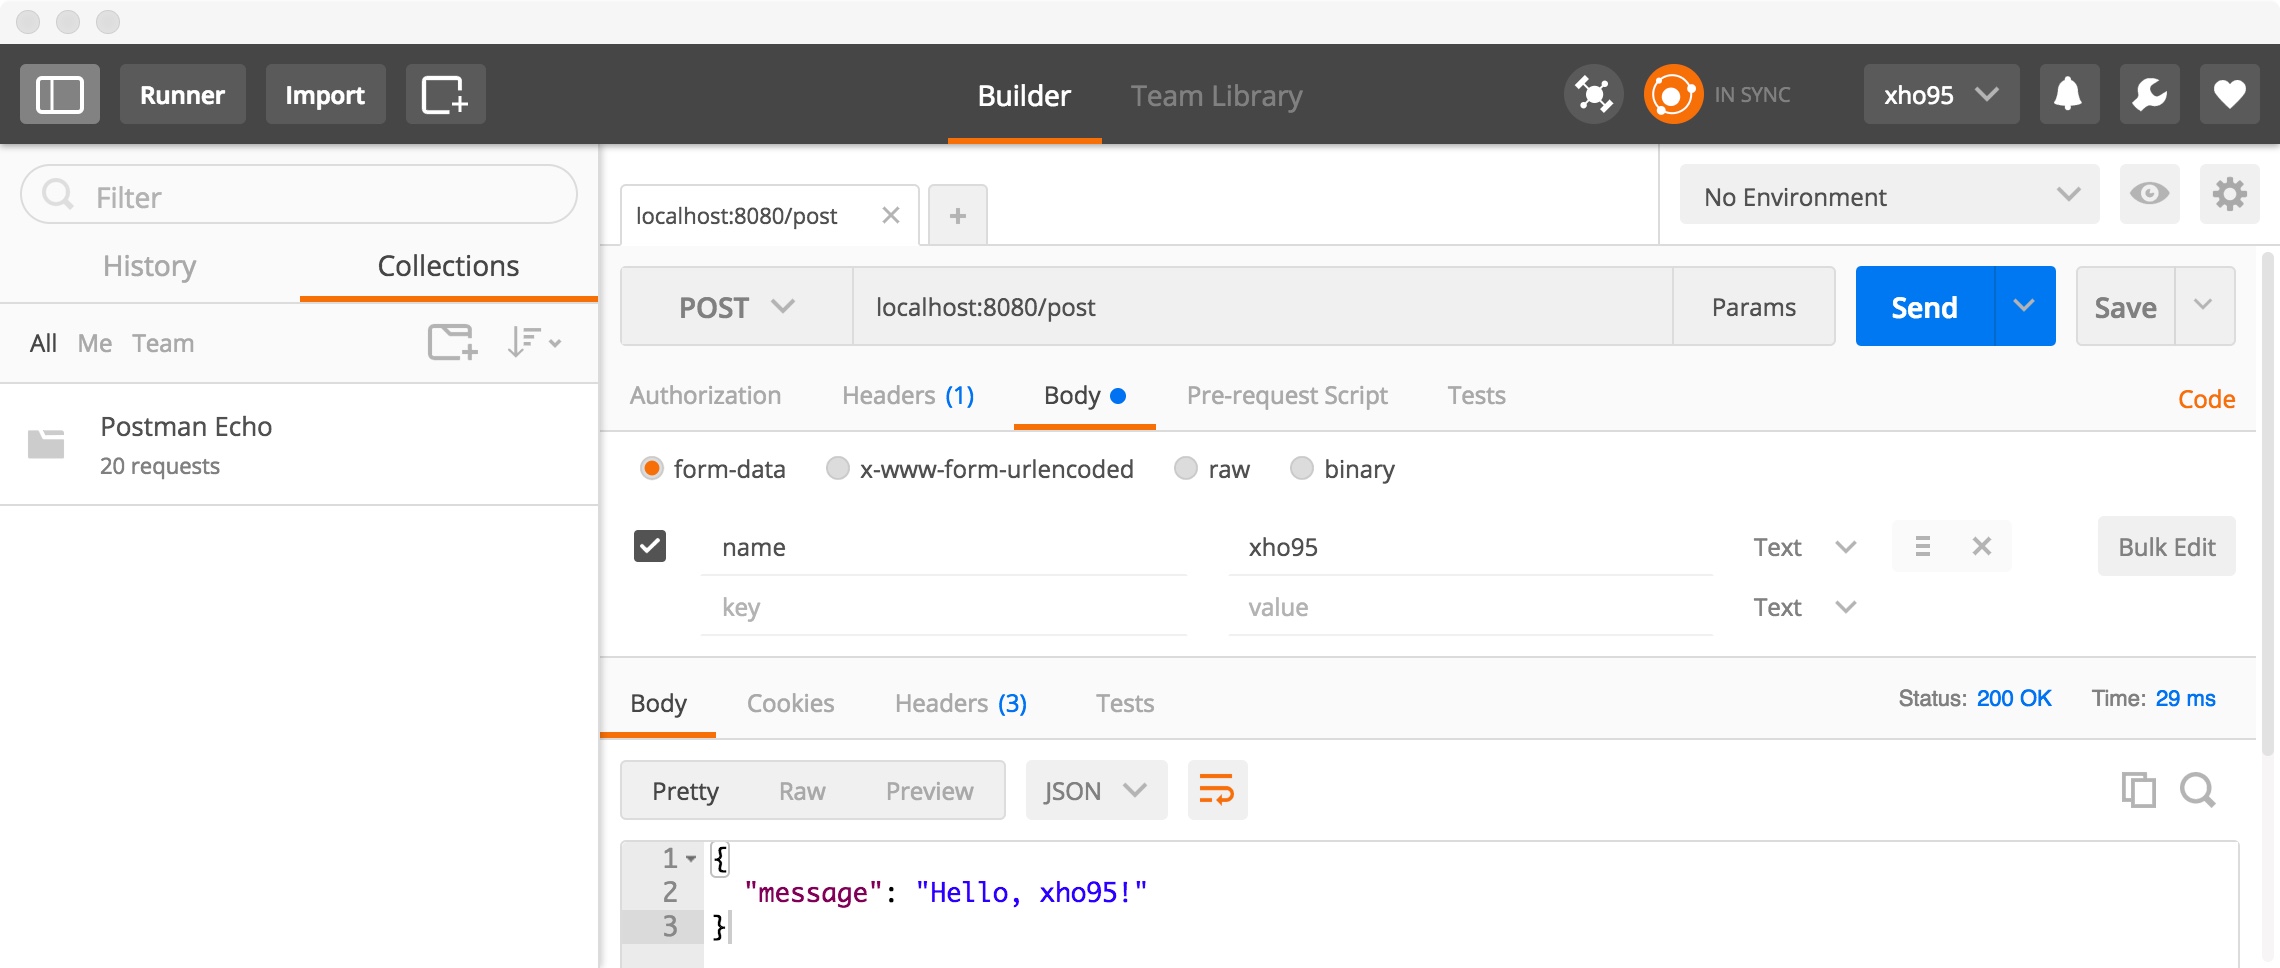 Runner Import Builder Team Library IN SYNC xho95
Filter
History Collections
All Me Team
Postman Echo
20 requests
localhost:8080/post
No Environment
POST localhost:8080/post Params Send Save
Authorization Headers (1) Body Pre-request Script Tests Code
form-data x-www-form-urlencoded raw binary
name xho95 Text Bulk Edit
key value Text
Body Cookies Headers (3) Tests Status: 200 OK Time: 29 ms
Pretty Raw Preview JSON
1 {
2 "message": "Hello, xho95!"
3 }